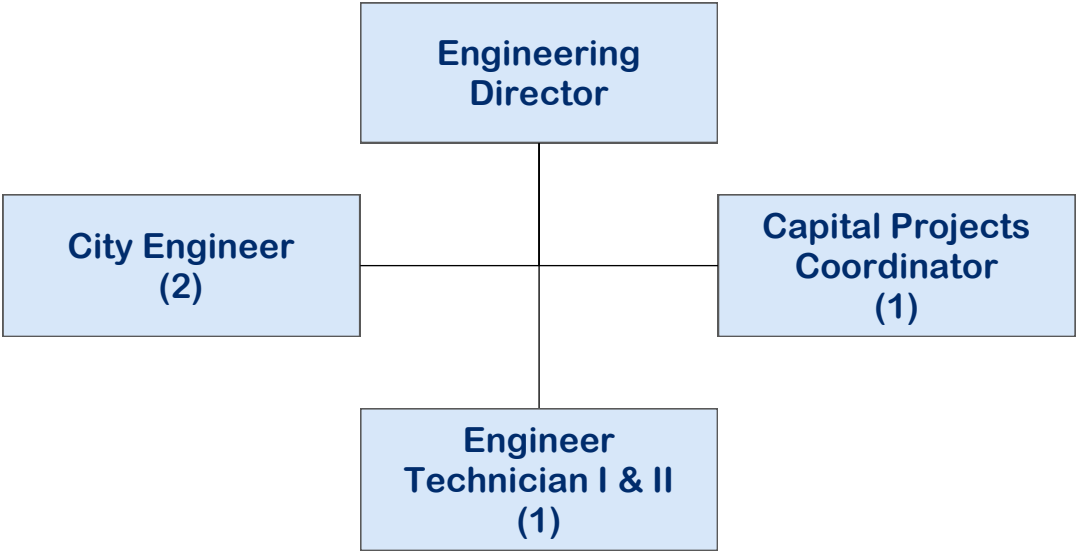 Engineering
Director
City Engineer
(2)
Capital Projects
Coordinator
(1)
Engineer
Technician I & II
(1)